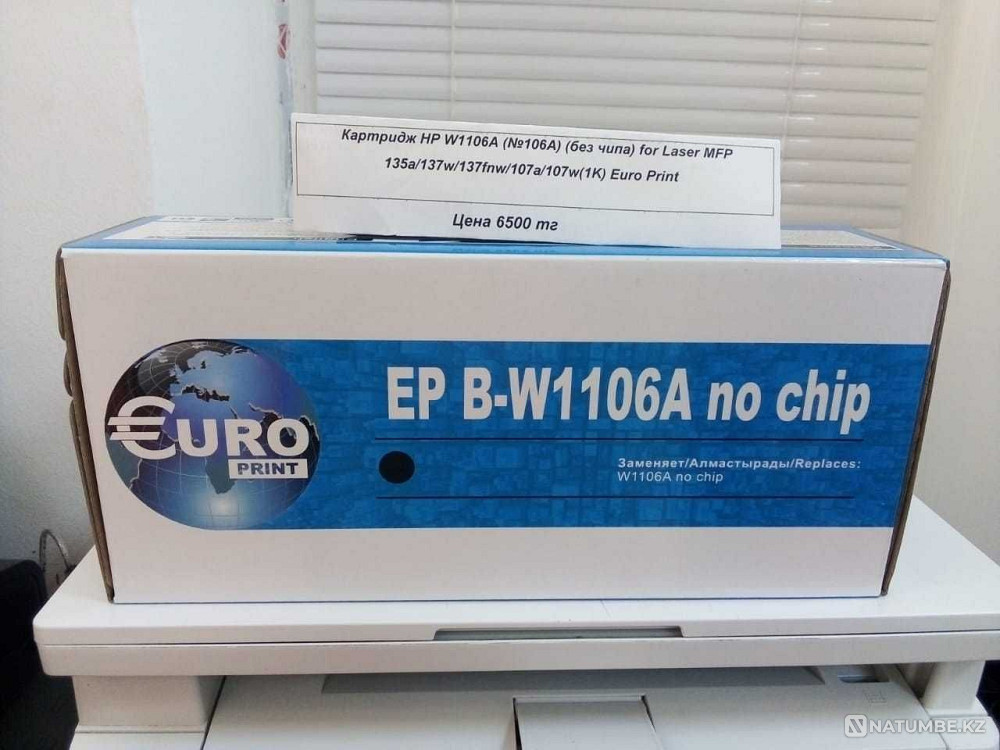 Картридж HP W1106A (№106A) (без чипа) for Laser MFP
135a/137w/137fnw/107a/107w(1K) Euro Print
Цена 6500 тг
EURO
PRINT
EP B-W1106A no chip
Заменяет/Алмастырады/Replaces:
W1106A no chip
NATUMBE.KZ